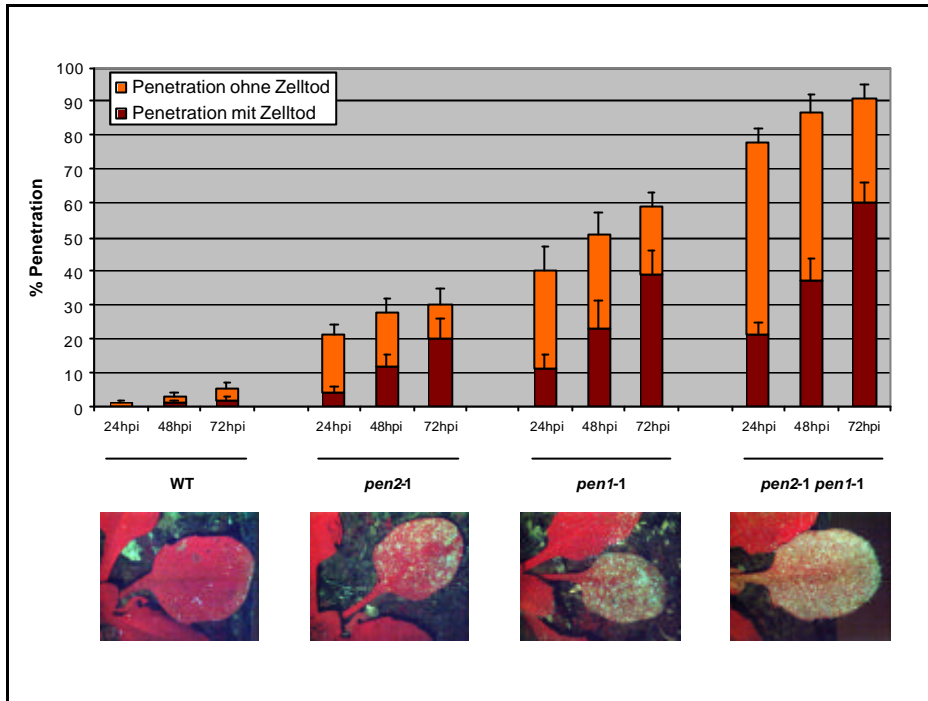 100
90
80
70
60
50
40
30
20
10
0
% Penetration
Penetration ohne Zelltod
Penetration mit Zelltod
24hpi 48hpi 72hpi 24hpi 48hpi 72hpi 24hpi 48hpi 72hpi 24hpi 48hpi 72hpi
WT pen2-1 pen1-1 pen2-1 pen1-1